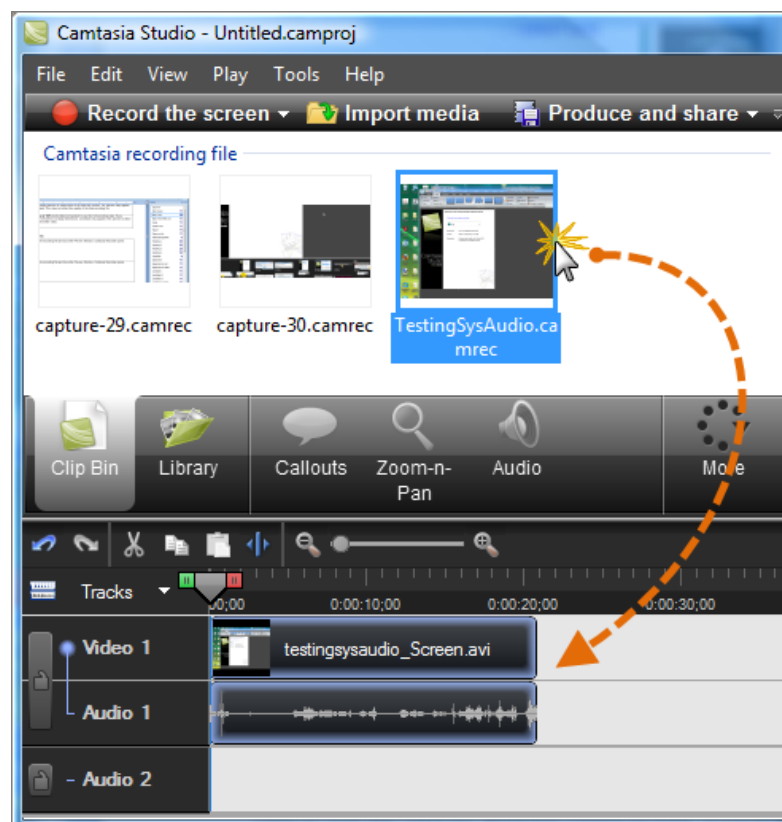 Camtasia Studio - Untitled.camproj
File Edit View Play Tools Help
Record the screen Import media Produce and share
Camtasia recording file
capture-29.camrec capture-30.camrec TestingSysAudio.ca
mrec
Clip Bin Library Callouts Zoom-n- Audio More
Pan
Tracks
00;00 0:00:10;00 0:00:20;00 0:00:30;00
Video 1 testingsysaudio_Screen.avi
Audio 1
Audio 2